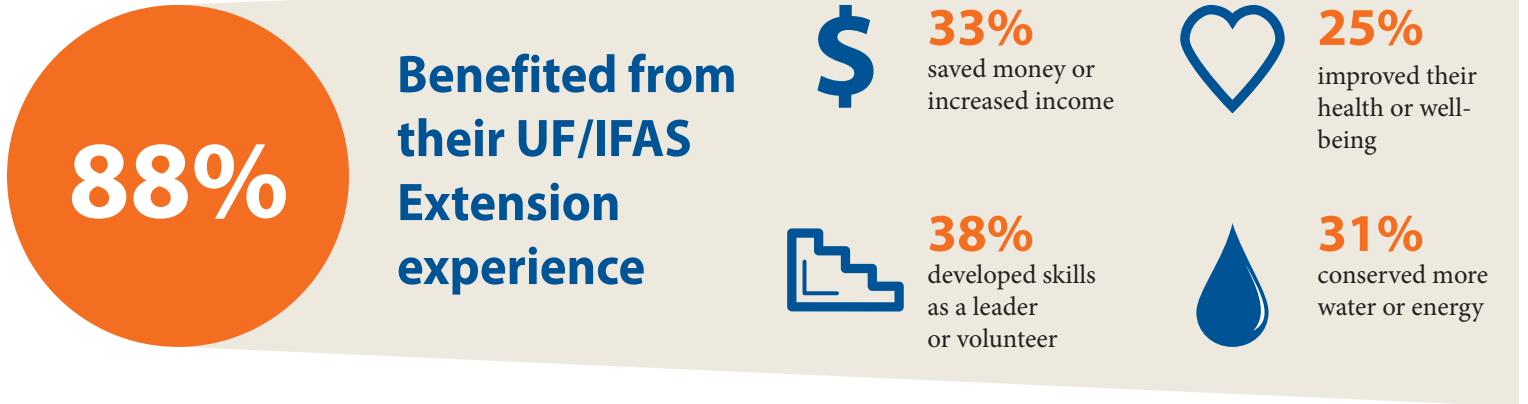 88%
Benefited from
their UF/IFAS
Extension
experience
33%
saved money or
increased income
25%
improved their
health or well-
being
38%
developed skills
as a leader
or volunteer
31%
conserved more
water or energy